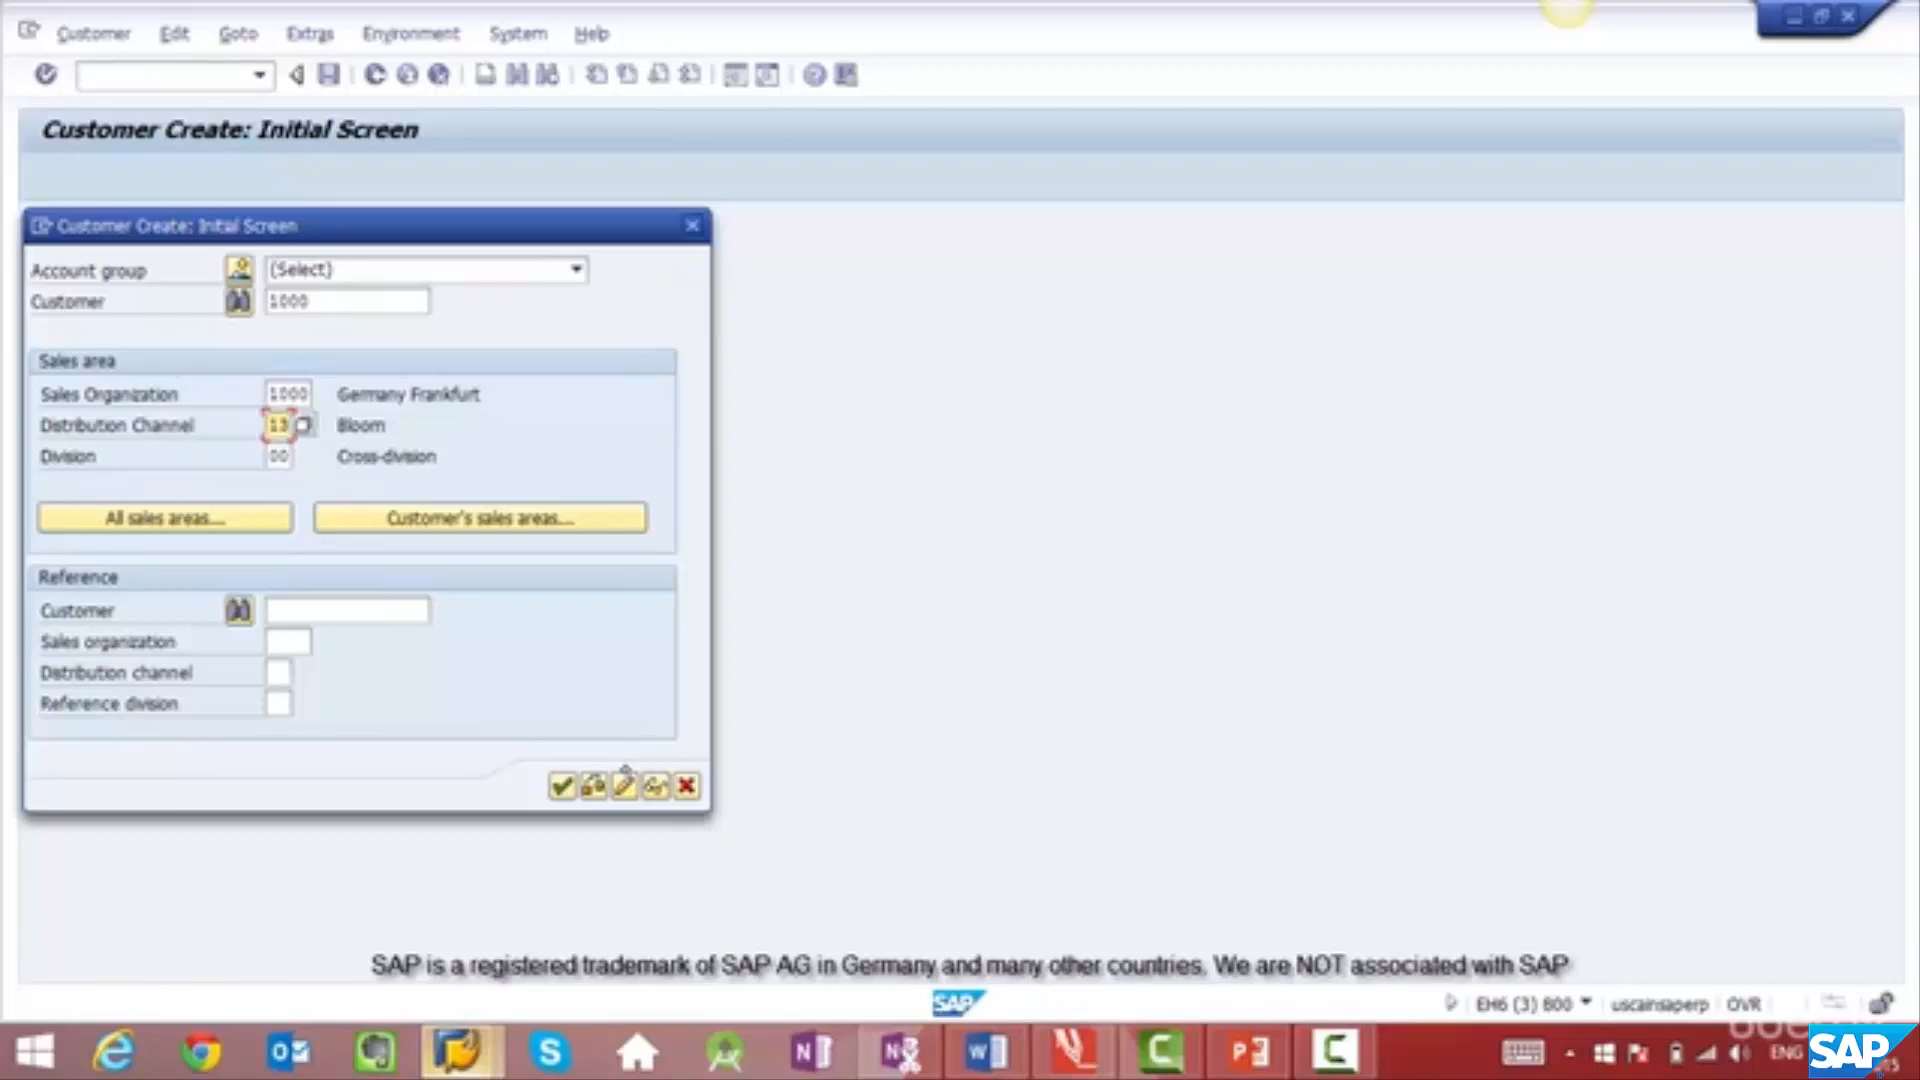 Customer Edit Goto Extras Environment System Help
Customer Create: Initial Screen
Customer Create: Initial Screen
Account group (Select)
Customer 1000
Sales area
Sales Organization 1000 Germany Frankfurt
Distribution Channel 13 Bloom
Division 00 Cross-division
All sales areas... Customer's sales areas...
Reference
Customer
Sales organization
Distribution channel
Reference division
SAP is a registered trademark of SAP AG in Germany and many other countries. We are NOT associated with SAP
SAP EH6 (3) 800 uscainsaperp OVR
ENG SAP